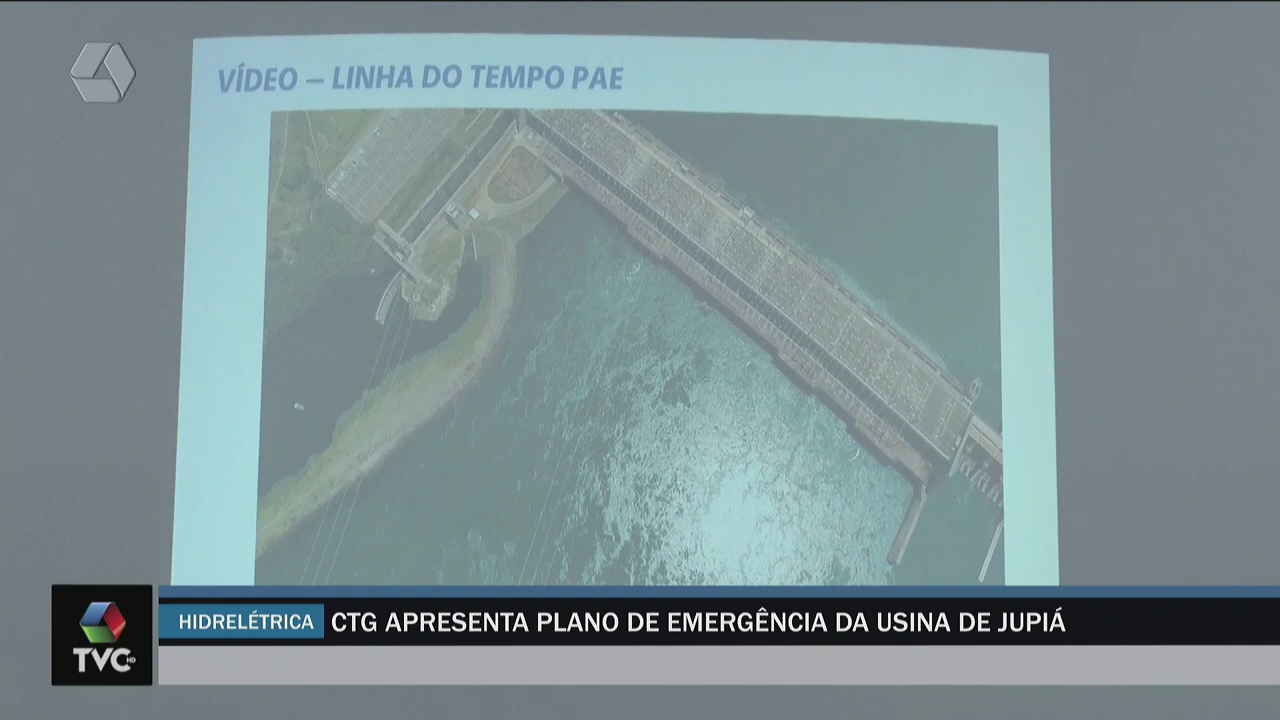 VÍDEO – LINHA DO TEMPO PAE
HIDRELÉTRICA
CTG APRESENTA PLANO DE EMERGÊNCIA DA USINA DE JUPIÁ
TVC HD